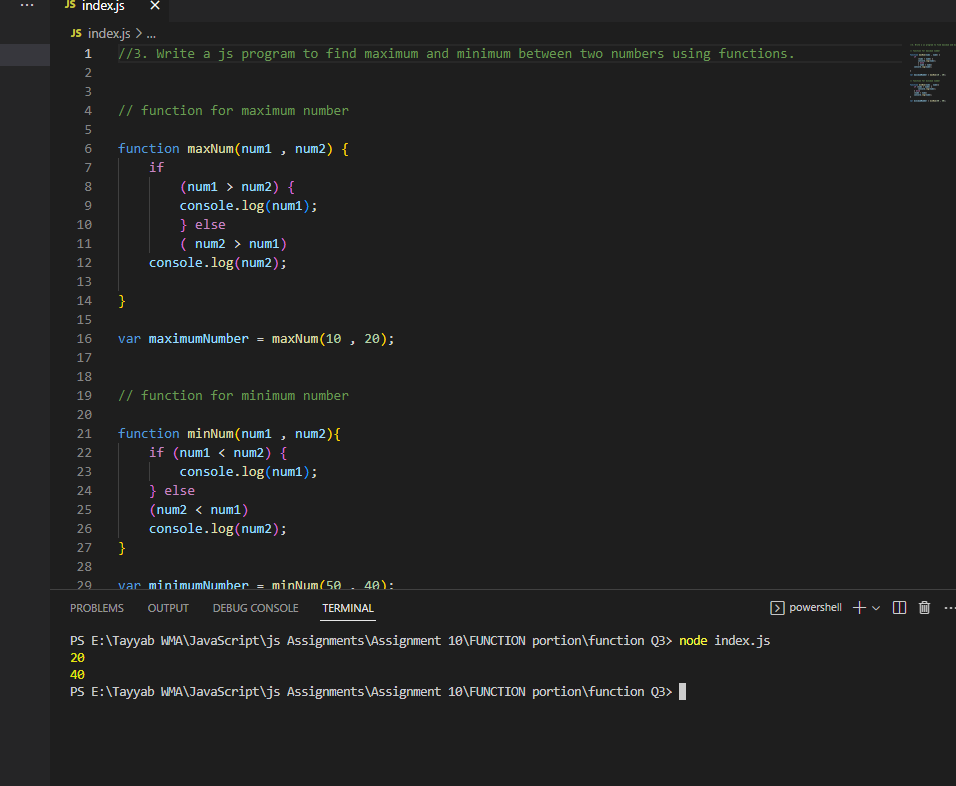 JS index.js ×
JS index.js > ...
1 //3. Write a js program to find maximum and minimum between two numbers using functions.
2
3
4 // function for maximum number
5
6 function maxNum(num1 , num2) {
7 if
8 (num1 > num2) {
9 console.log(num1);
10 } else
11 ( num2 > num1)
12 console.log(num2);
13
14 }
15
16 var maximumNumber = maxNum(10 , 20);
17
18
19 // function for minimum number
20
21 function minNum(num1 , num2){
22 if (num1 < num2) {
23 console.log(num1);
24 } else
25 (num2 < num1)
26 console.log(num2);
27 }
28
29 var minimumNumber = minNum(50 , 40);
PROBLEMS OUTPUT DEBUG CONSOLE TERMINAL powershell
PS E:\Tayyab WMA\JavaScript\js Assignments\Assignment 10\FUNCTION portion\function Q3> node index.js
20
40
PS E:\Tayyab WMA\JavaScript\js Assignments\Assignment 10\FUNCTION portion\function Q3>